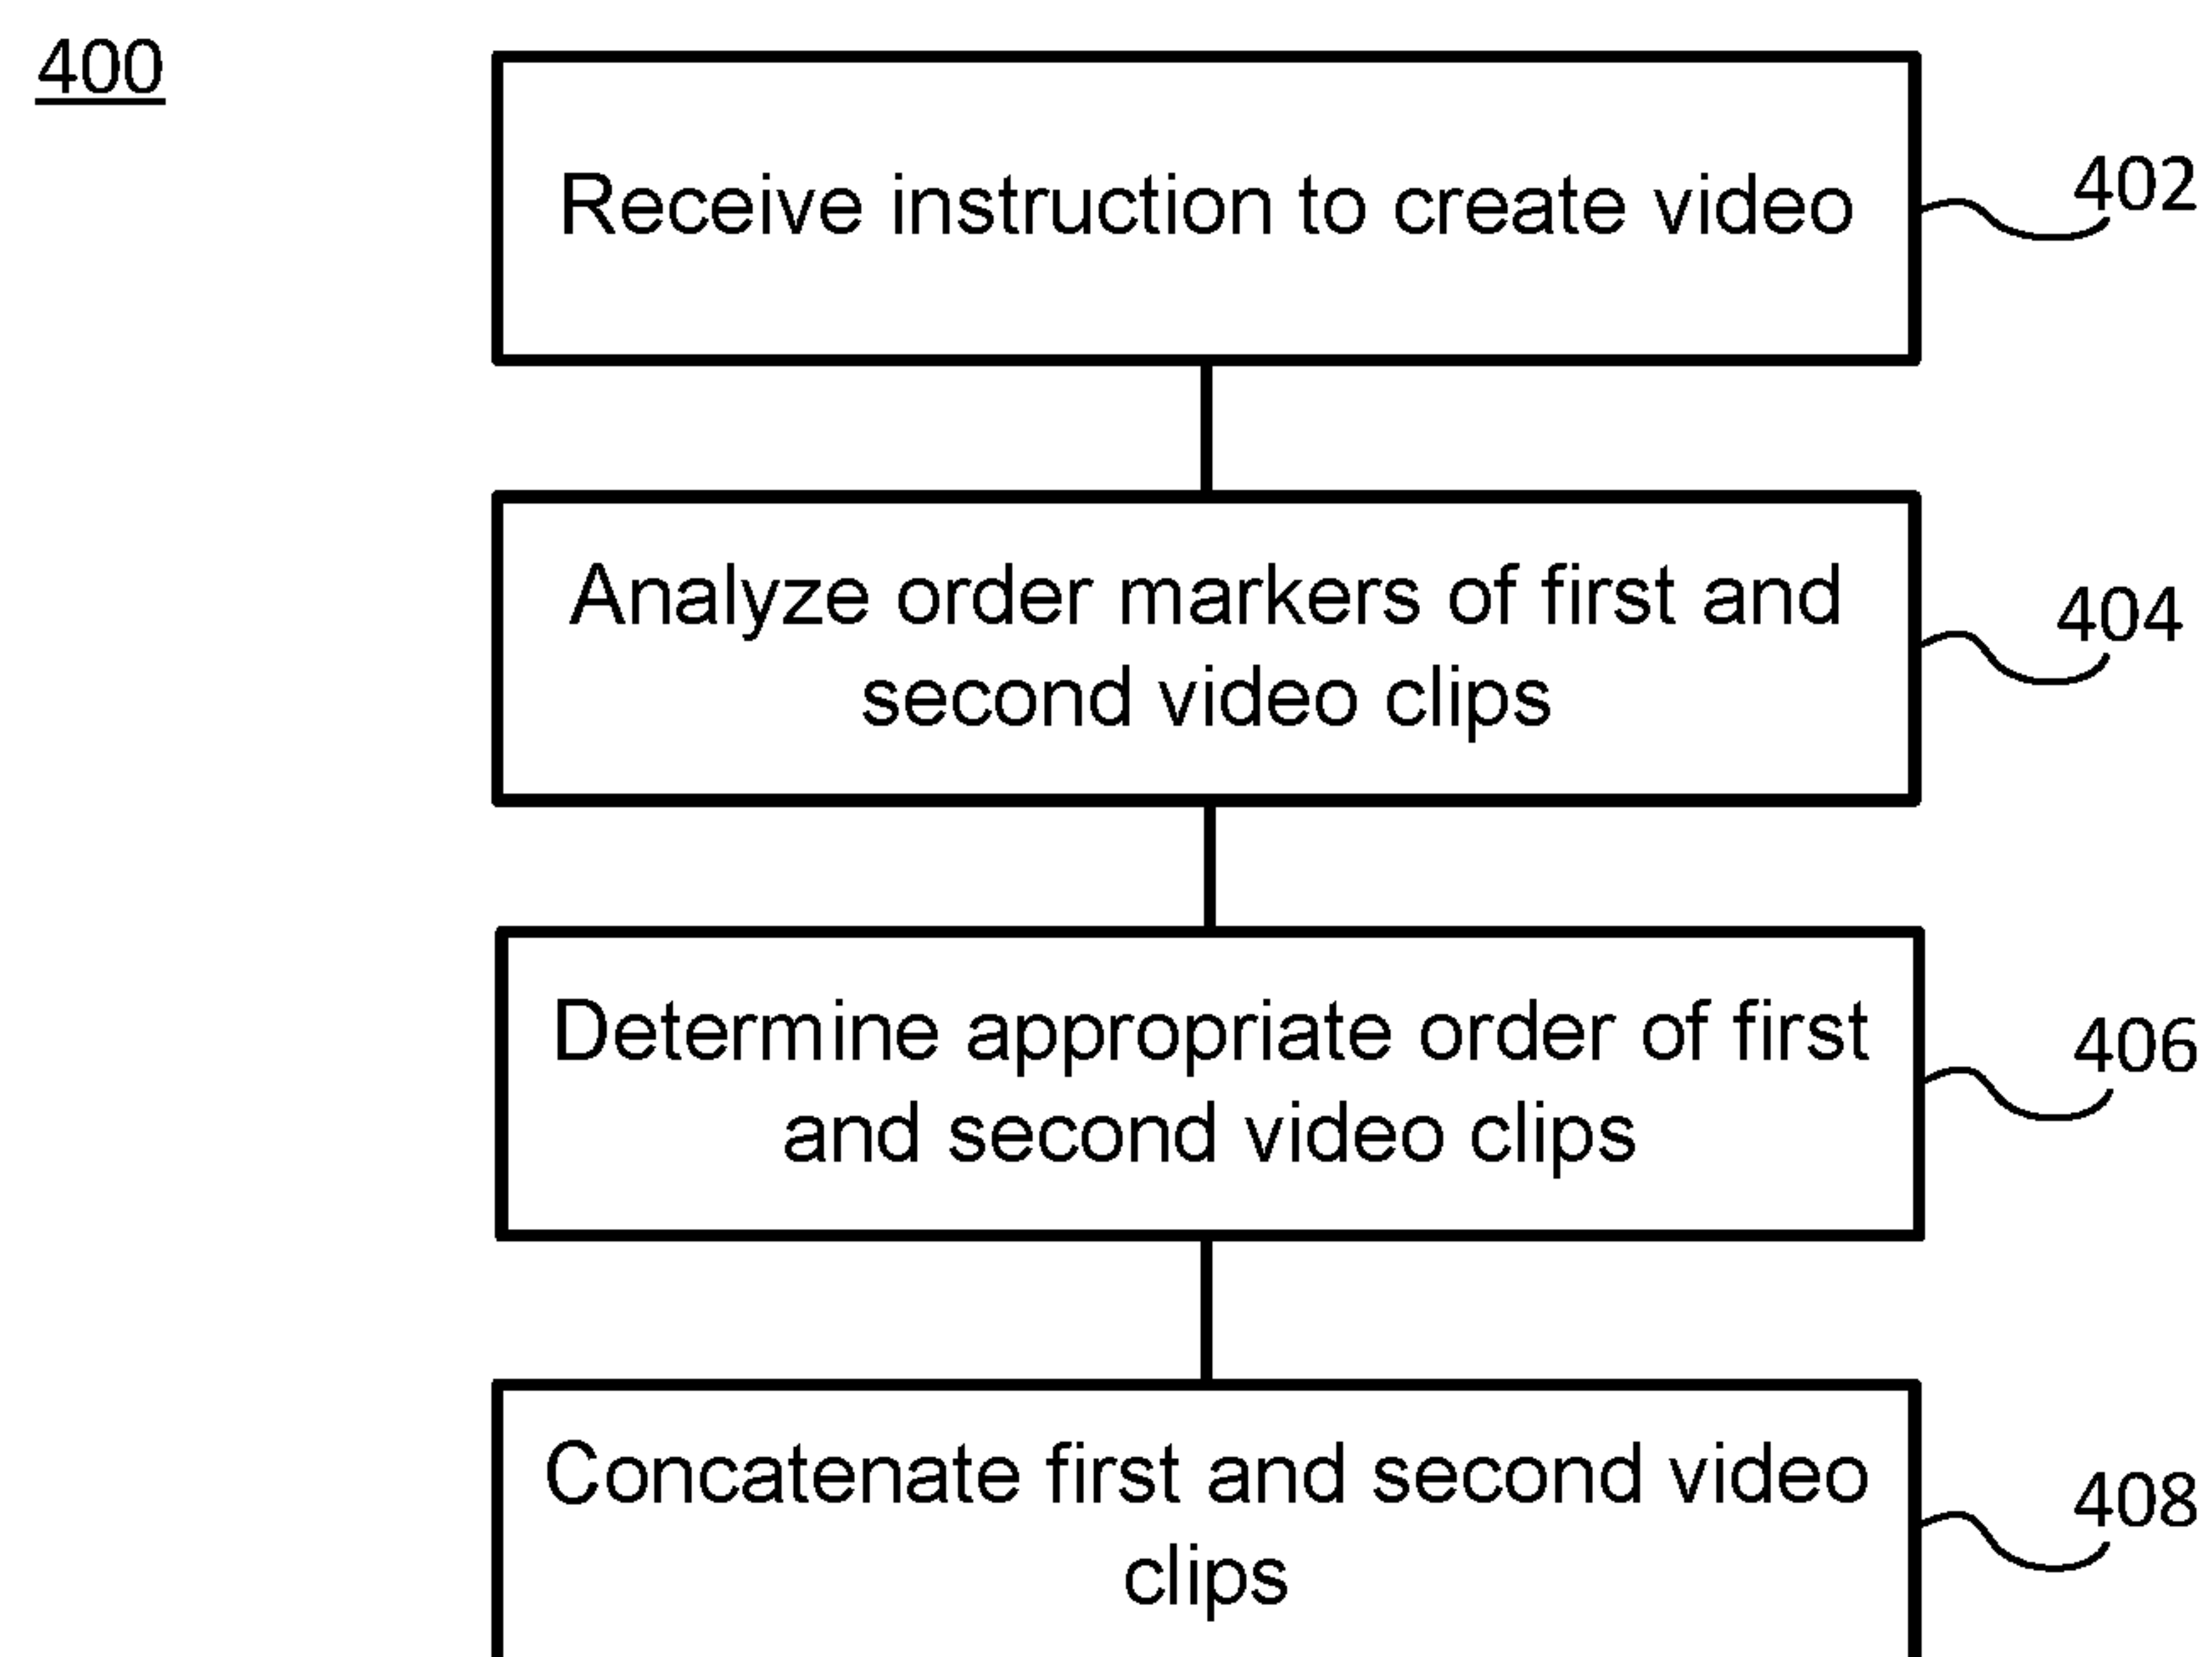 400
Receive instruction to create video
402
Analyze order markers of first and
second video clips
404
Determine appropriate order of first
and second video clips
406
Concatenate first and second video
clips
408